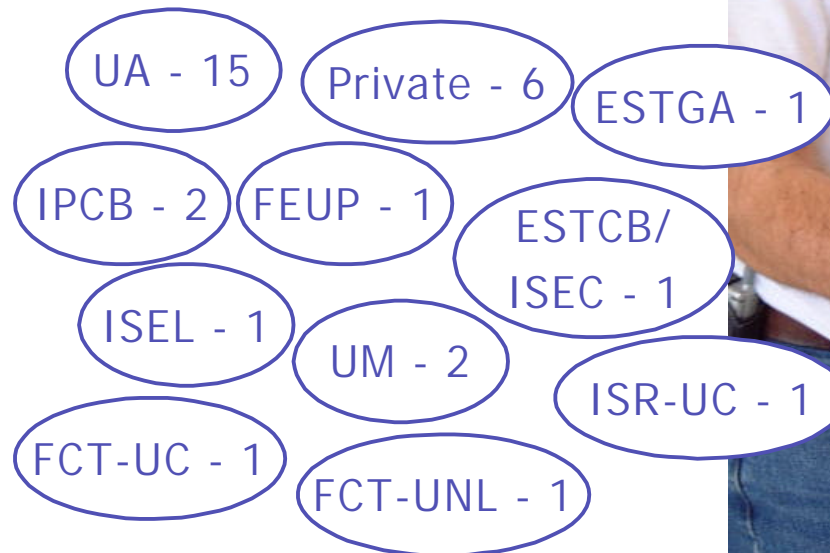 UA - 15
Private - 6
ESTGA - 1
IPCB - 2
FEUP - 1
ESTCB/
ISEC - 1
ISEL - 1
UM - 2
ISR-UC - 1
FCT-UC - 1
FCT-UNL - 1